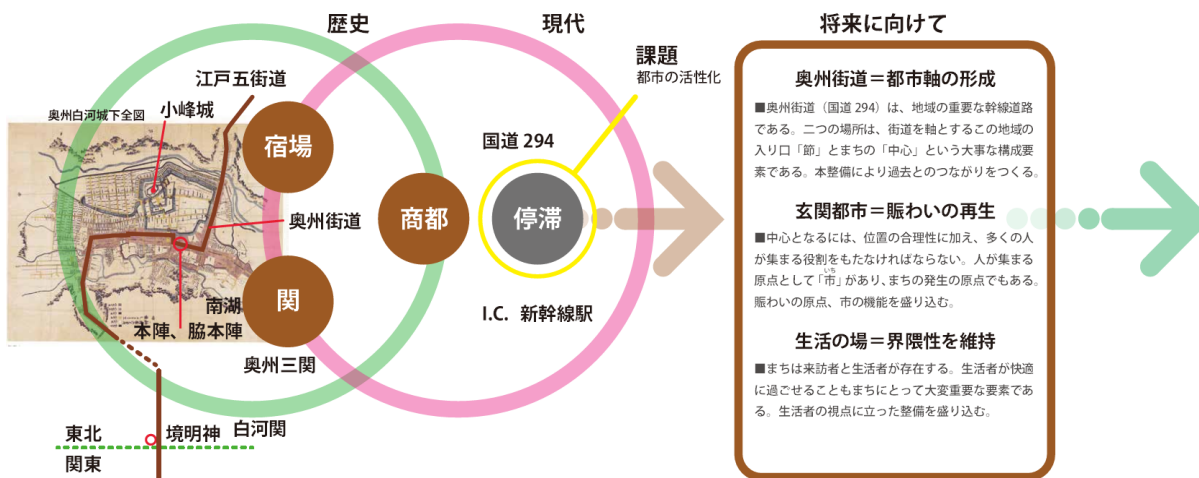 歴史
現代
将来に向けて
課題
都市の活性化
江戸五街道
奥州白河城下全図
小峰城
宿場
国道 294
商都
停滞
奥州街道
関
南湖
本陣、脇本陣
I.C. 新幹線駅
奥州三関
白河関
東北
境明神
関東
奥州街道＝都市軸の形成
■奥州街道（国道 294）は、地域の重要な幹線道路
である。二つの場所は、街道を軸とするこの地域の
入り口「節」とまちの「中心」という大事な構成要
素である。本整備により過去とのつながりをつくる。
玄関都市＝賑わいの再生
■中心となるには、位置の合理性に加え、多くの人
が集まる役割をもたなければならない。人が集まる
いち
原点として「市」があり、まちの発生の原点でもある。
賑わいの原点、市の機能を盛り込む。
生活の場＝界隈性を維持
■まちは来訪者と生活者が存在する。生活者が快適
に過ごせることもまちにとって大変重要な要素であ
る。生活者の視点に立った整備を盛り込む。